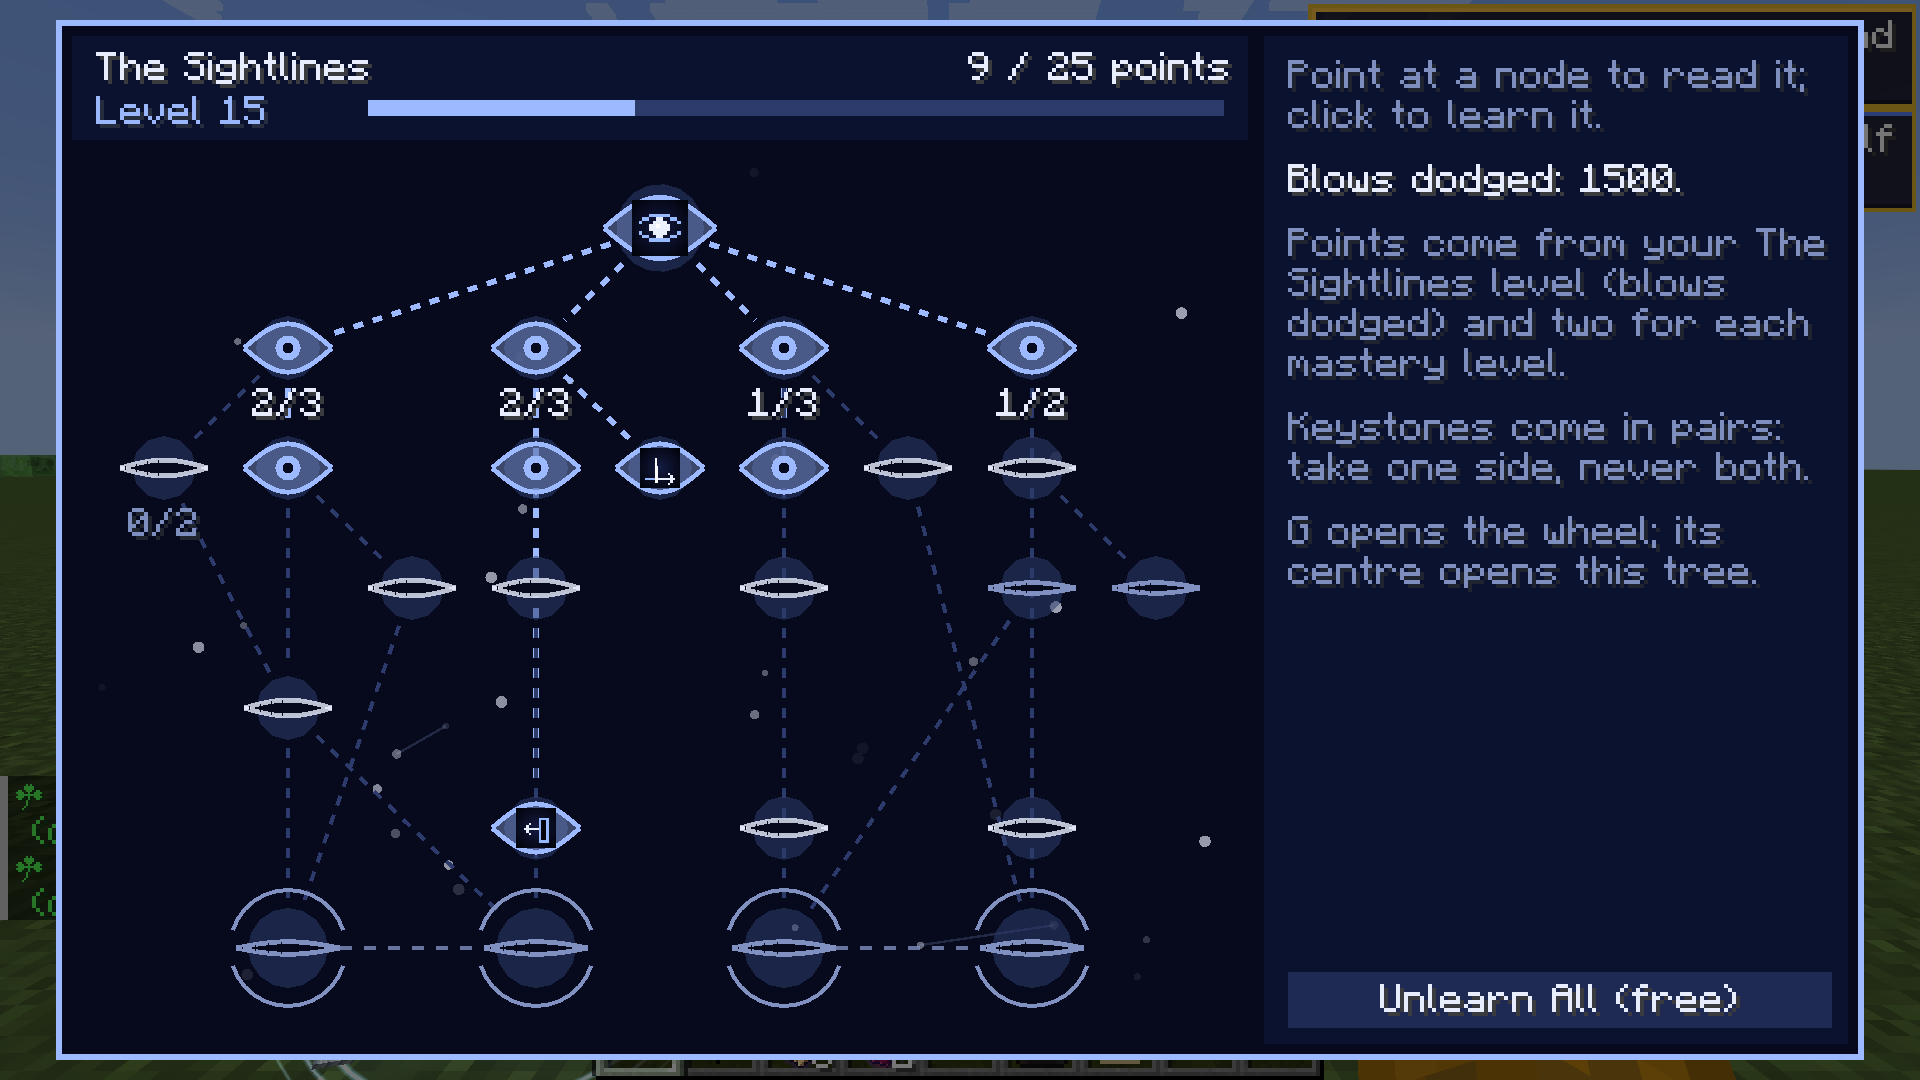 The Sightlines
9 / 25 points
Level 15
2/3
2/3
1/3
1/2
0/2
Point at a node to read it;
click to learn it.
Blows dodged: 1500.
Points come from your The
Sightlines level (blows
dodged) and two for each
mastery level.
Keystones come in pairs:
take one side, never both.
G opens the wheel; its
centre opens this tree.
Unlearn All (free)